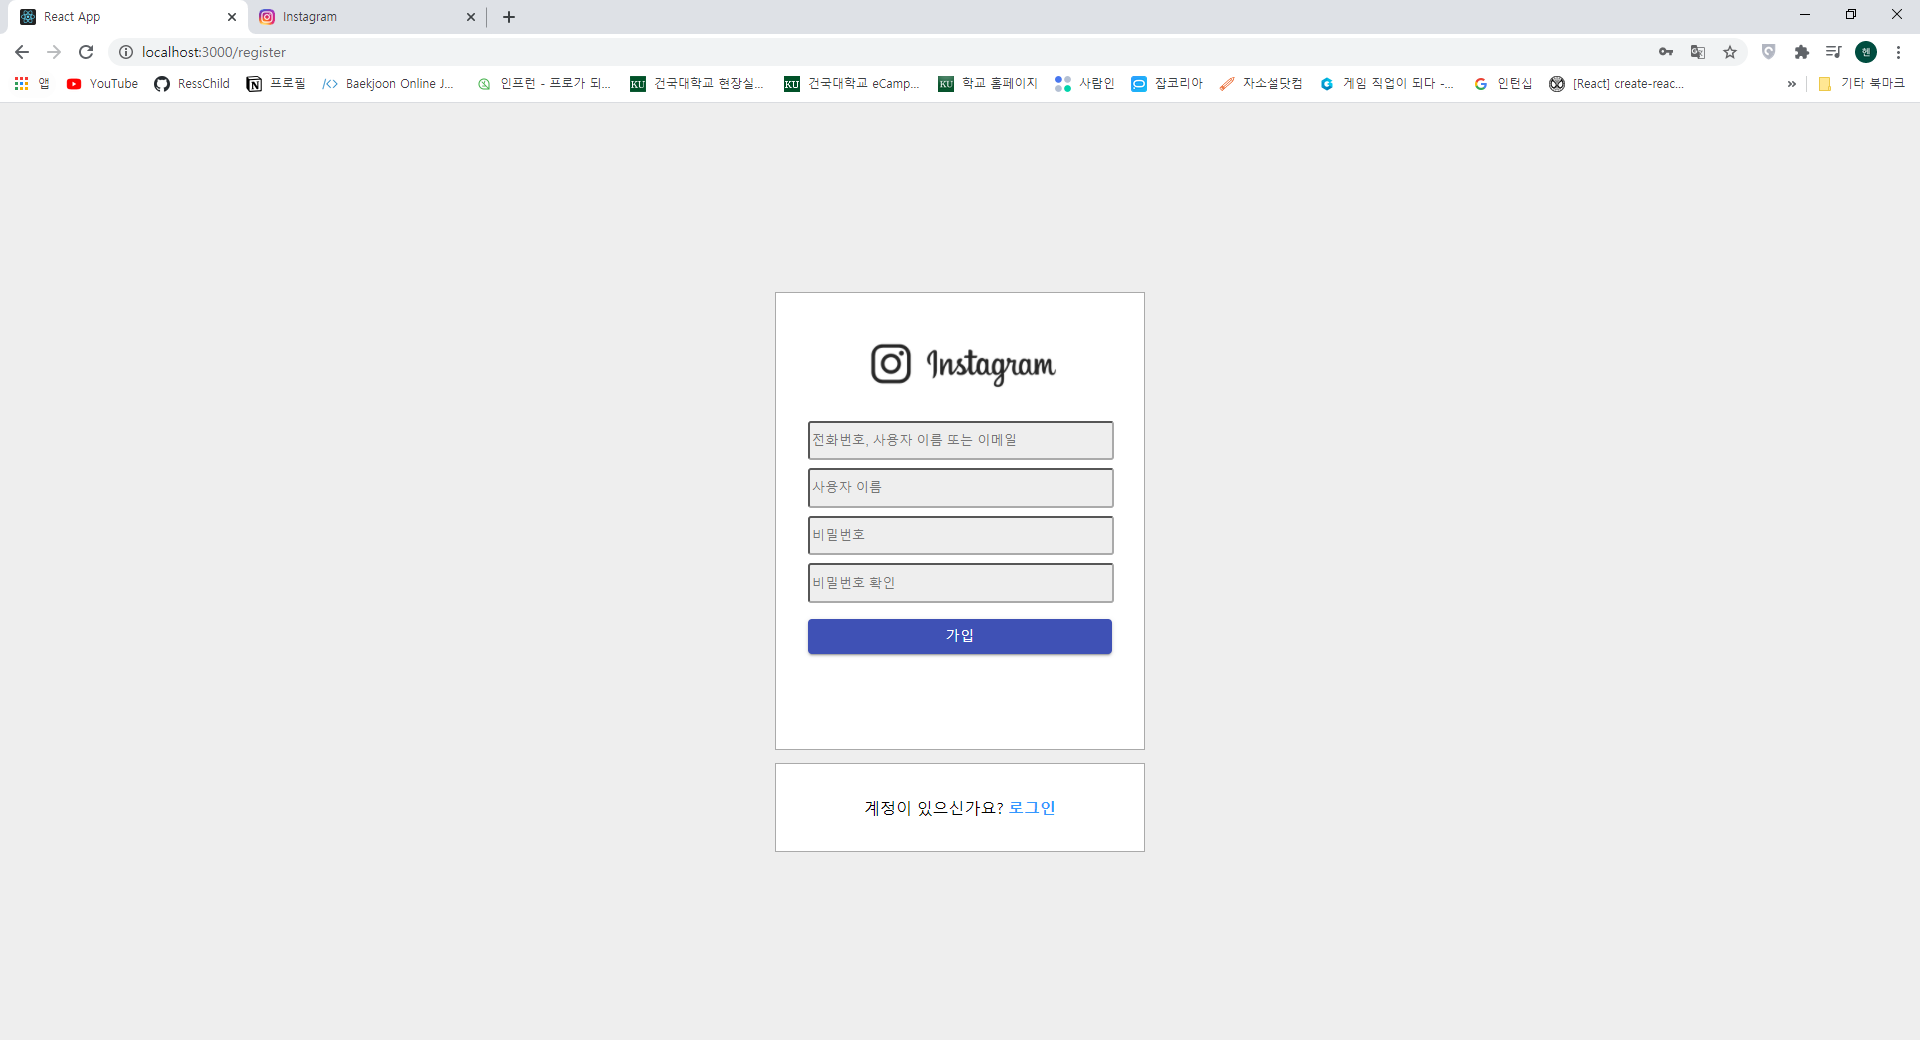 React App
Instagram
localhost:3000/register
헨
앱
YouTube
RessChild
프로필
Baekjoon Online J...
인프런 - 프로가 되...
KU 건국대학교 현장실...
KU 건국대학교 eCamp...
KU 학교 홈페이지
사람인
잡코리아
자소설닷컴
게임 직업이 되다 -...
인턴십
[React] create-reac...
»
기타 북마크
Instagram
전화번호, 사용자 이름 또는 이메일
사용자 이름
비밀번호
비밀번호 확인
가입
계정이 있으신가요? 로그인